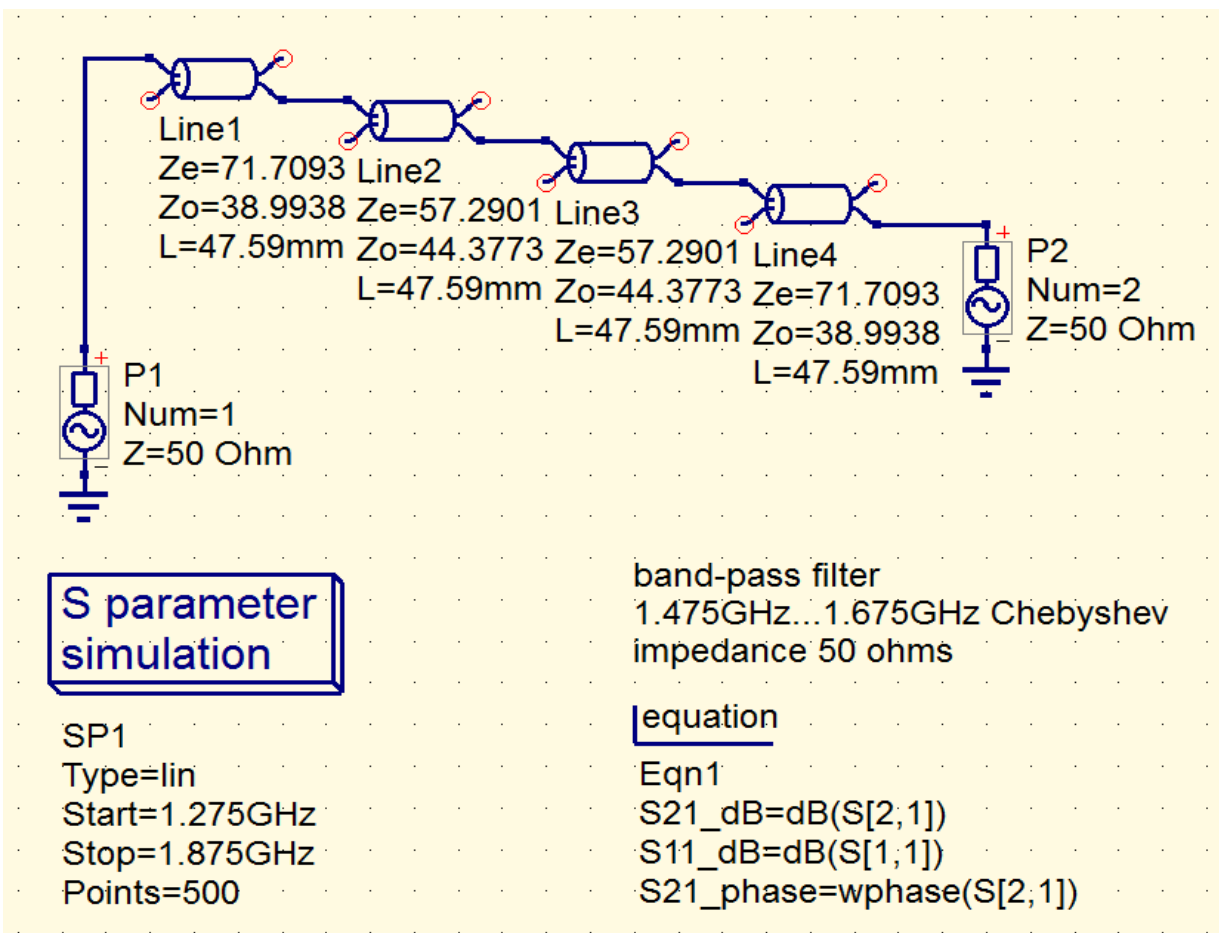 Line1
Ze=71.7093
Zo=38.9938
L=47.59mm
Line2
Ze=57.2901
Zo=44.3773
L=47.59mm
Line3
Ze=57.2901
Zo=44.3773
L=47.59mm
Line4
Ze=71.7093
Zo=38.9938
L=47.59mm
+
P2
Num=2
Z=50 Ohm
−
+
P1
Num=1
Z=50 Ohm
−
S parameter
simulation
SP1
Type=lin
Start=1.275GHz
Stop=1.875GHz
Points=500
band-pass filter
1.475GHz...1.675GHz Chebyshev
impedance 50 ohms
equation
Eqn1
S21_dB=dB(S[2,1])
S11_dB=dB(S[1,1])
S21_phase=wphase(S[2,1])